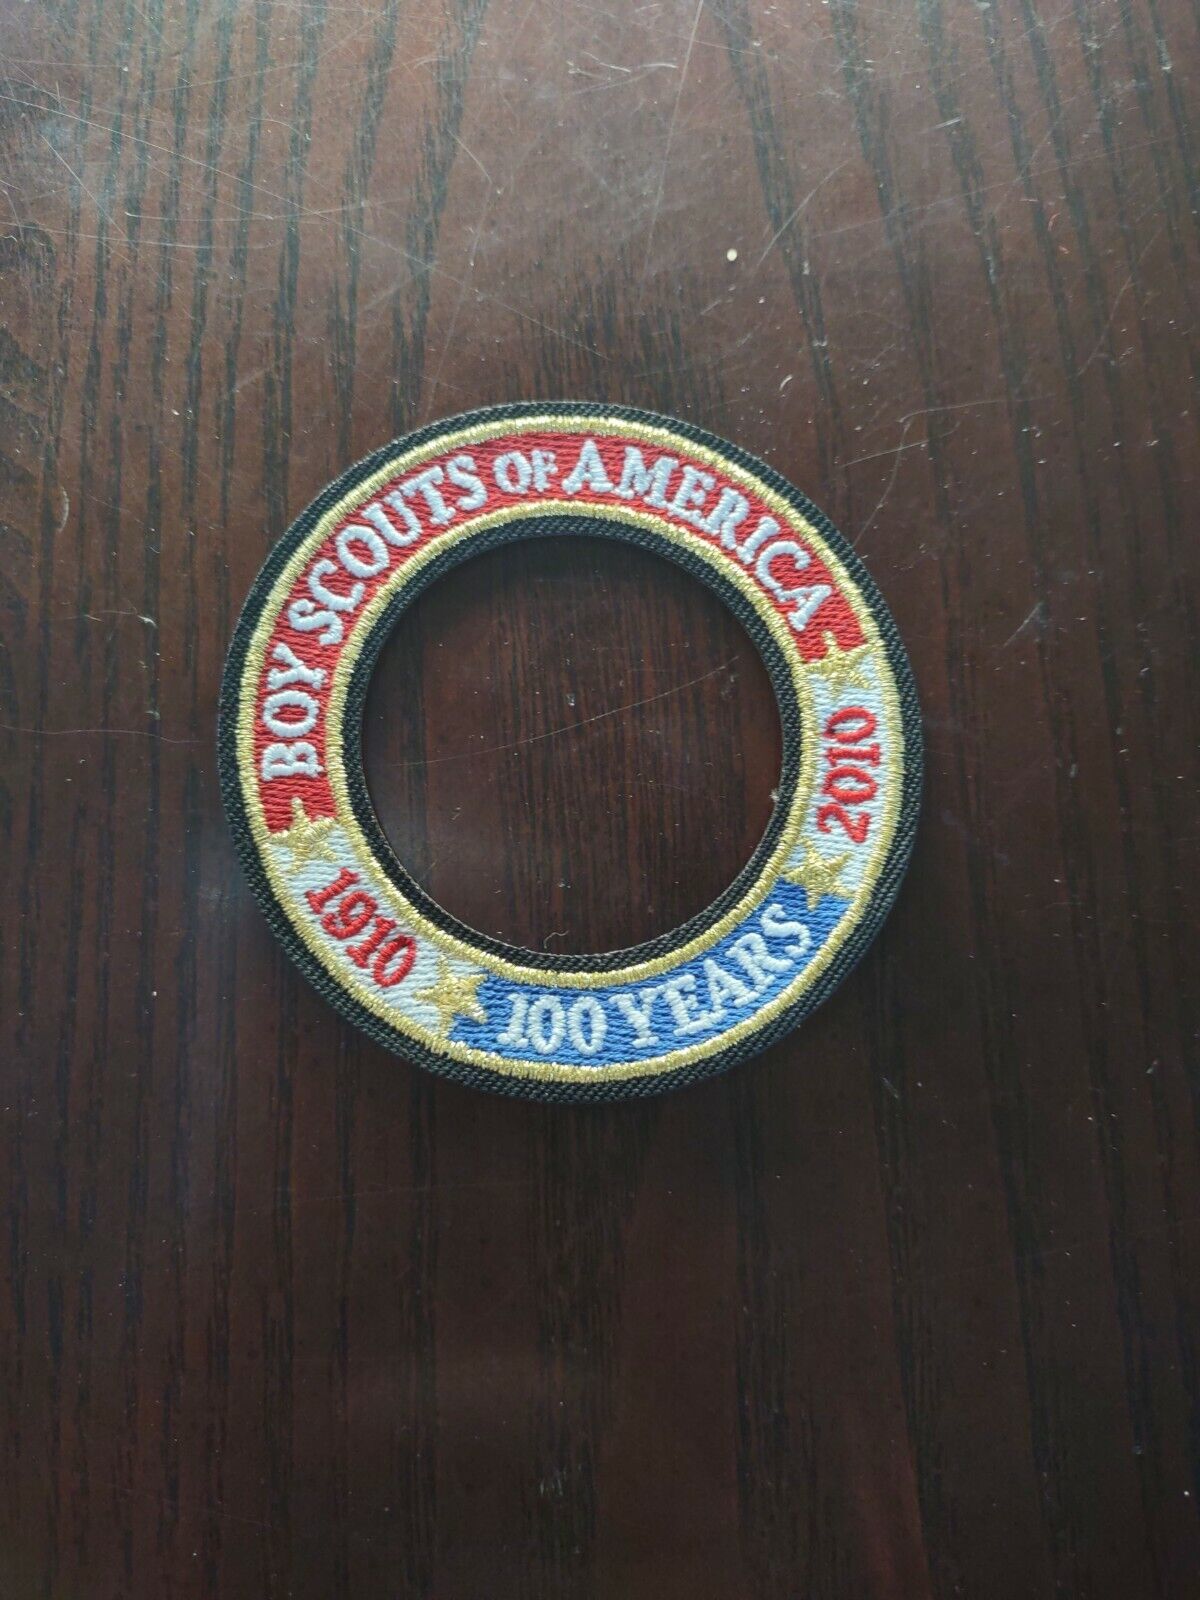 BOY SCOUTS OF AMERICA
1910
100 YEARS
2010